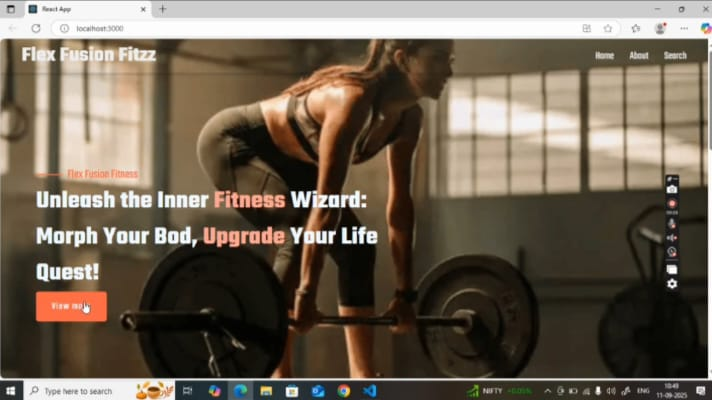 React App
localhost:3000
Flex Fusion Fitzz
Home About Search
Flex Fusion Fitness
Unleash the Inner Fitness Wizard:
Morph Your Bod, Upgrade Your Life
Quest!
View more
Type here to search
NIFTY +0.05%
ENG
10:49
11-09-2025